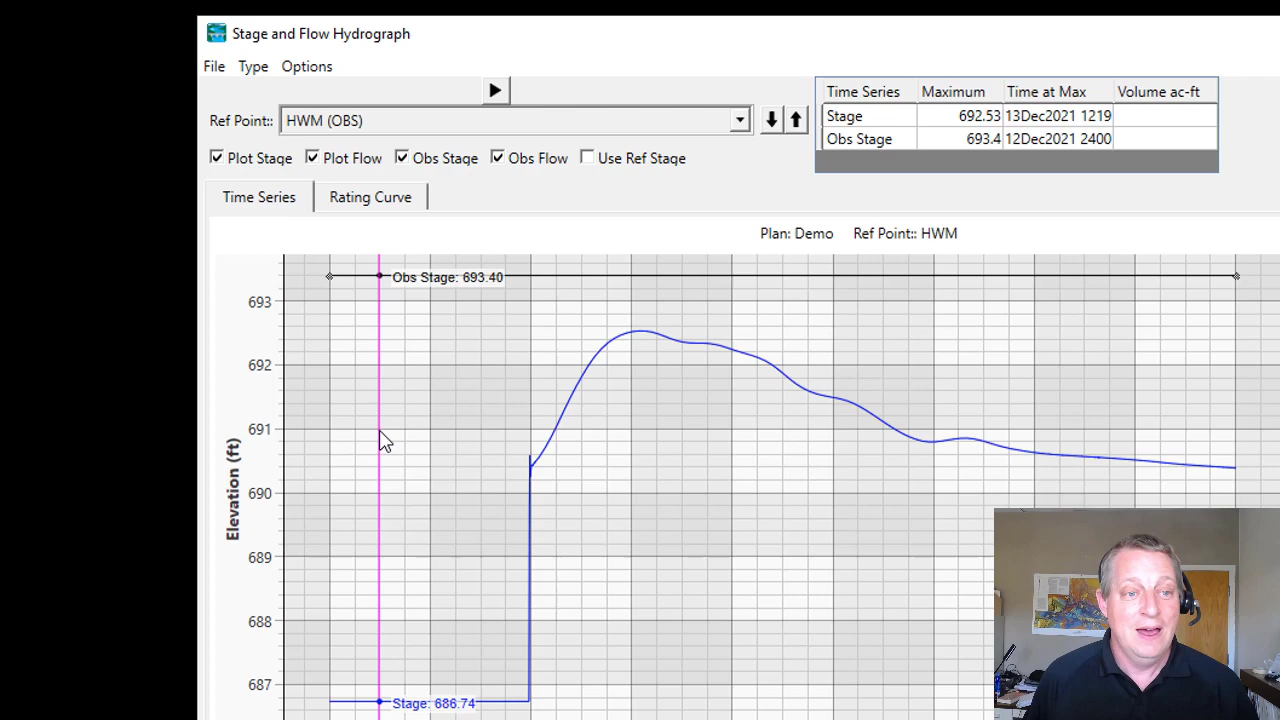 Stage and Flow Hydrograph
File Type Options
Ref Point:: HWM (OBS)
Plot Stage Plot Flow Obs Stage Obs Flow Use Ref Stage
Time Series Maximum Time at Max Volume ac-ft
Stage 692.53 13Dec2021 1219
Obs Stage 693.4 12Dec2021 2400
Time Series Rating Curve
Plan: Demo Ref Point:: HWM
Obs Stage: 693.40
693
692
691
690
689
688
687
Elevation (ft)
Stage: 686.74